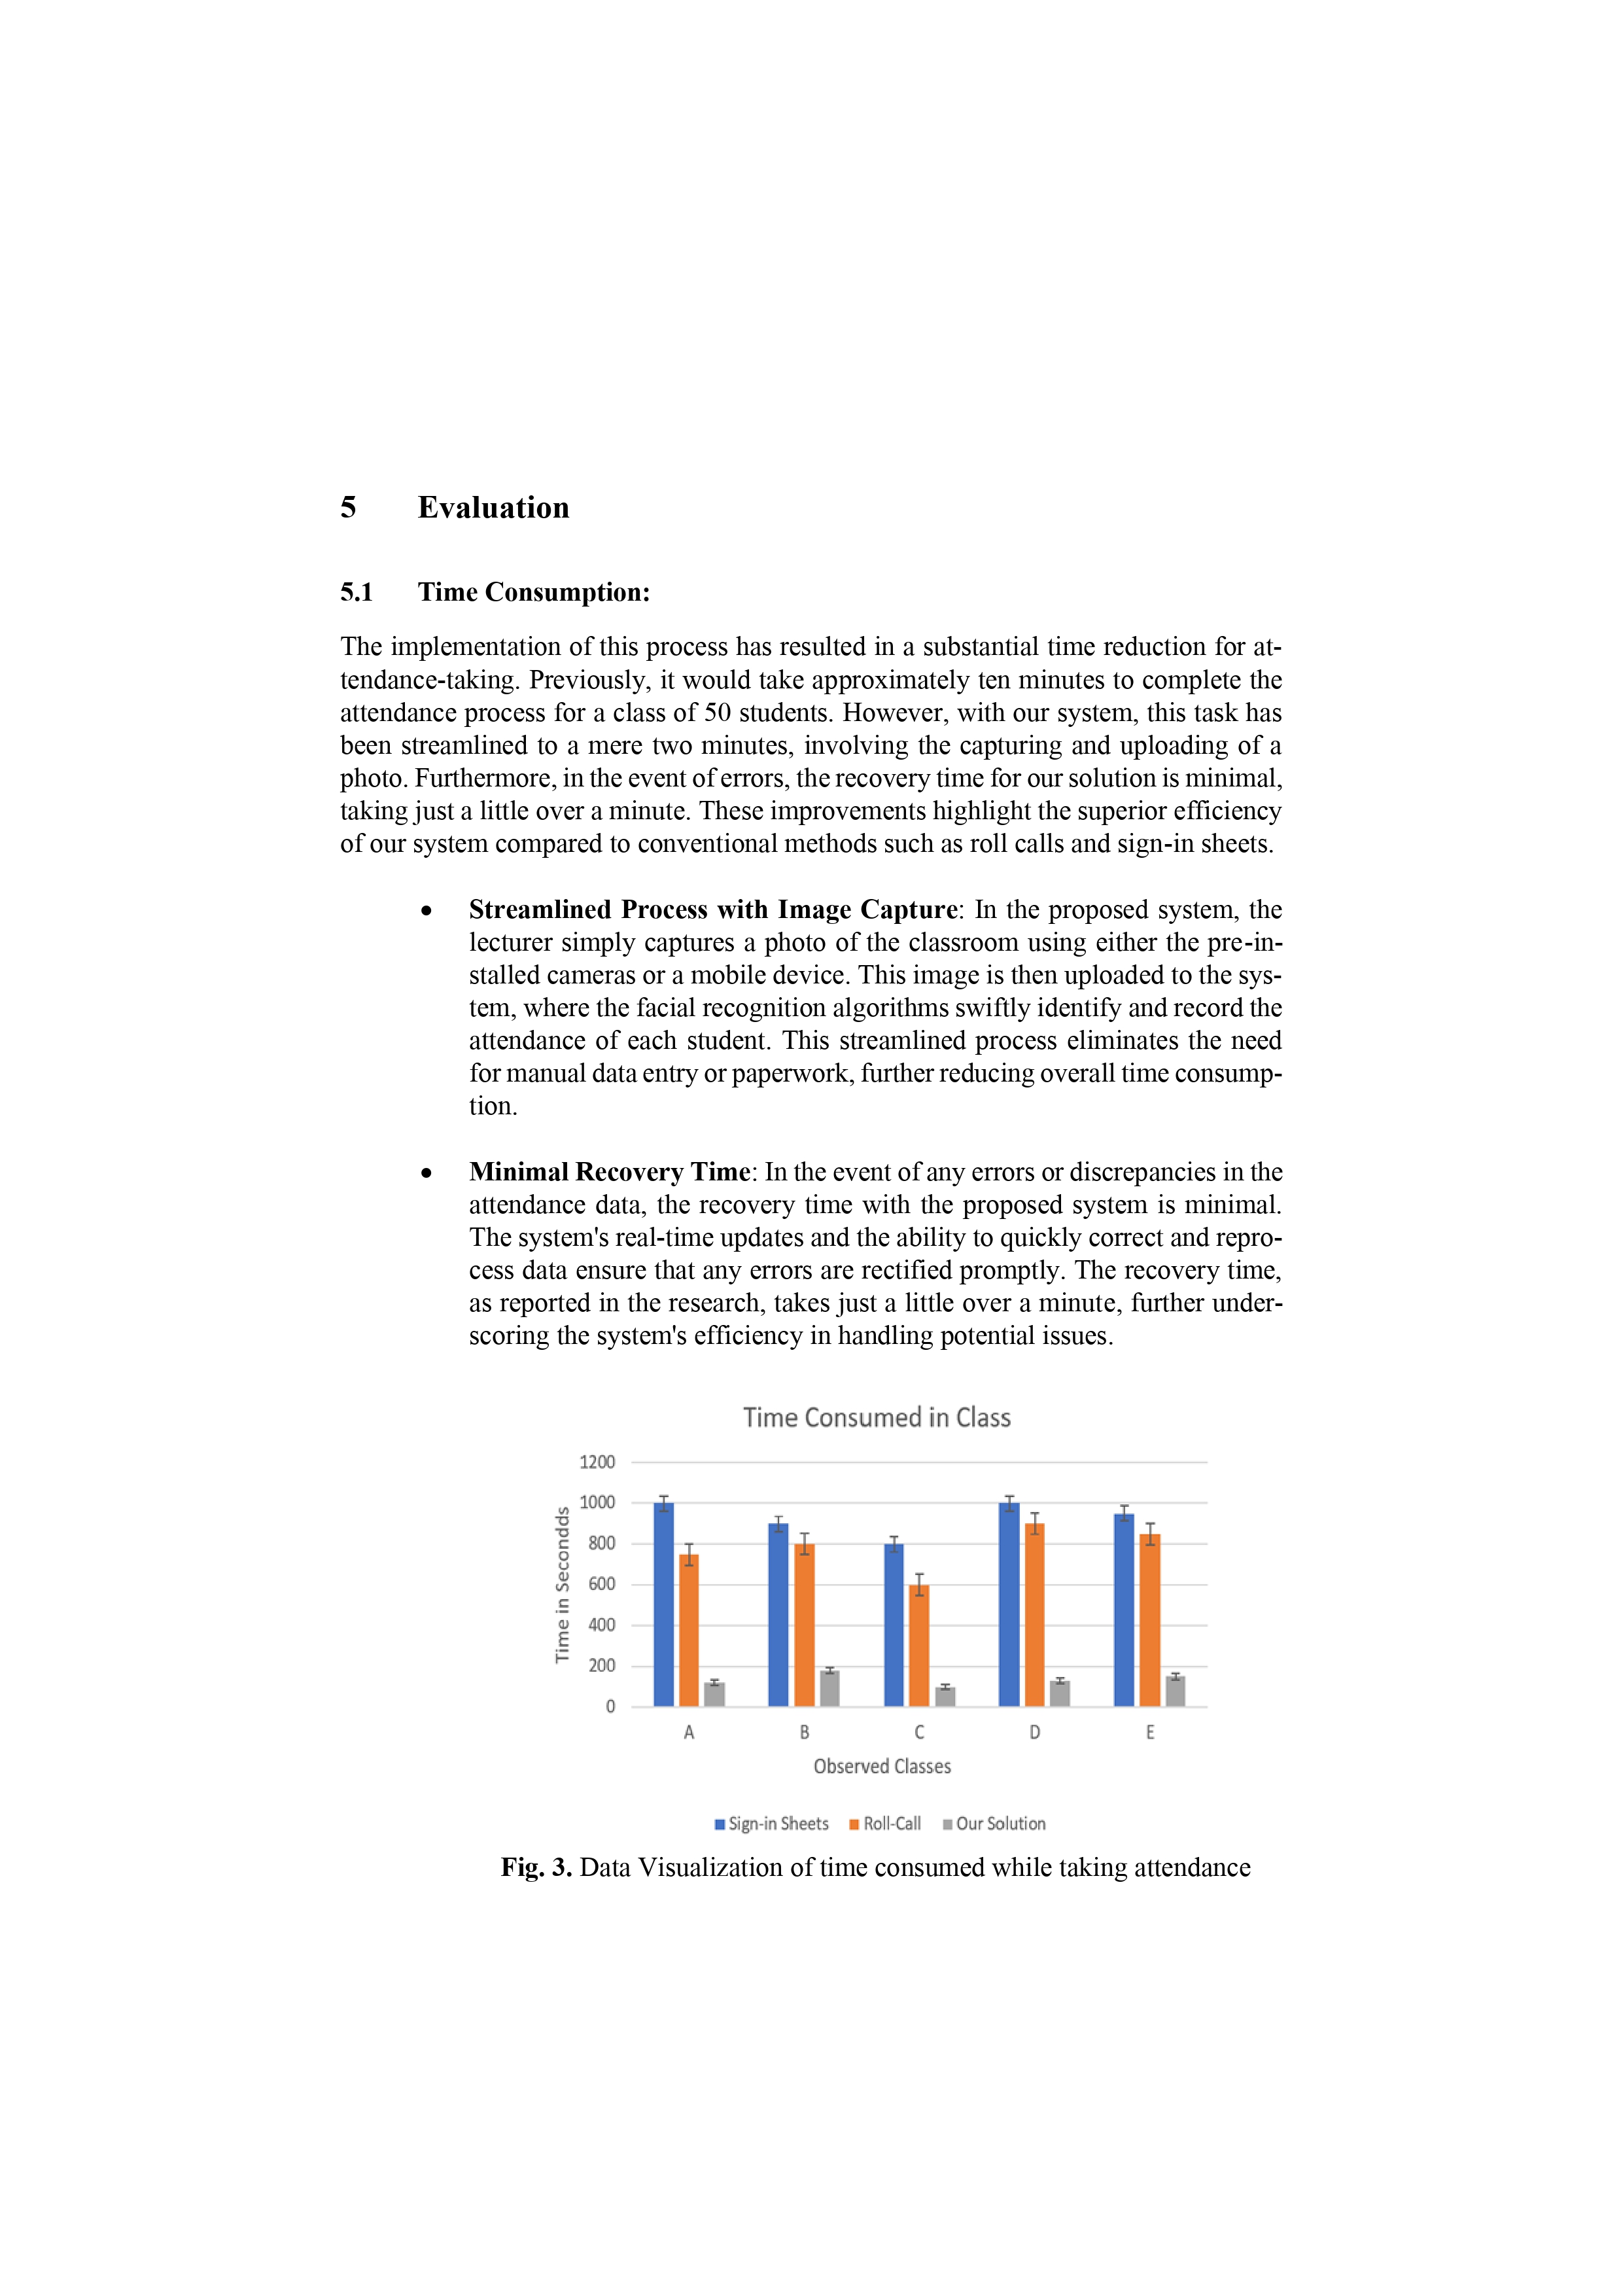 5 Evaluation
5.1 Time Consumption:
The implementation of this process has resulted in a substantial time reduction for at-
tendance-taking. Previously, it would take approximately ten minutes to complete the
attendance process for a class of 50 students. However, with our system, this task has
been streamlined to a mere two minutes, involving the capturing and uploading of a
photo. Furthermore, in the event of errors, the recovery time for our solution is minimal,
taking just a little over a minute. These improvements highlight the superior efficiency
of our system compared to conventional methods such as roll calls and sign-in sheets.
• Streamlined Process with Image Capture: In the proposed system, the
lecturer simply captures a photo of the classroom using either the pre-in-
stalled cameras or a mobile device. This image is then uploaded to the sys-
tem, where the facial recognition algorithms swiftly identify and record the
attendance of each student. This streamlined process eliminates the need
for manual data entry or paperwork, further reducing overall time consump-
tion.
• Minimal Recovery Time: In the event of any errors or discrepancies in the
attendance data, the recovery time with the proposed system is minimal.
The system's real-time updates and the ability to quickly correct and repro-
cess data ensure that any errors are rectified promptly. The recovery time,
as reported in the research, takes just a little over a minute, further under-
scoring the system's efficiency in handling potential issues.
Time Consumed in Class
Time in Secondds
1200
1000
800
600
400
200
0
A B C D E
Observed Classes
Sign-in Sheets Roll-Call Our Solution
Fig. 3. Data Visualization of time consumed while taking attendance